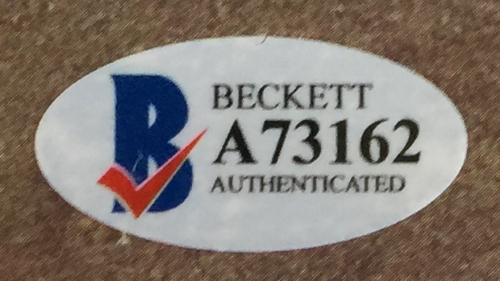 B
BECKETT
A73162
AUTHENTICATED